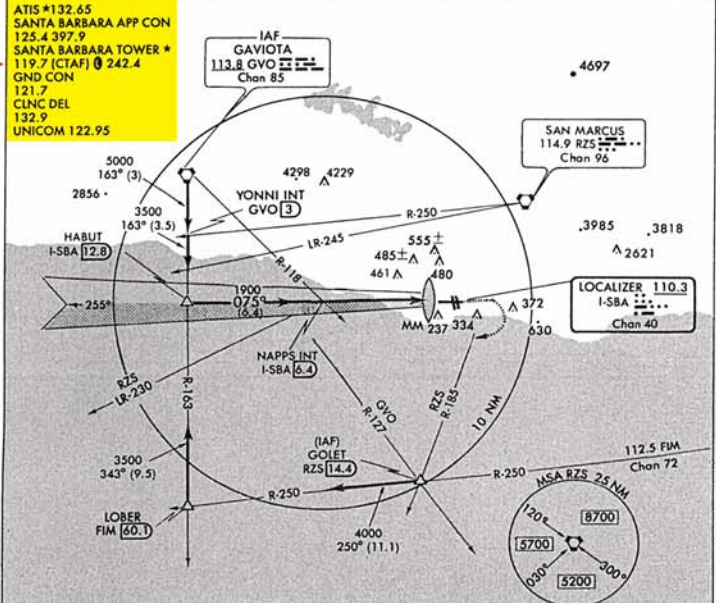 ATIS ★132.65
SANTA BARBARA APP CON
125.4 397.9
SANTA BARBARA TOWER ★
119.7 (CTAF) 242.4
GND CON
121.7
CLNC DEL
132.9
UNICOM 122.95
IAF
GAVIOTA
113.8 GVO
Chan 85
4697
SAN MARCUS
114.9 RZS
Chan 96
5000
163° (3)
2856
4298
4229
YONNI INT
GVO 3
3500
163° (3.5)
R-250
LR-245
3985
3818
2621
HABUT
I-SBA 12.8
R-118
485±
555±
461
480
LOCALIZER 110.3
I-SBA
Chan 40
255°
1900
075°
(6.4)
372
MM
237
334
630
NAPPS INT
I-SBA 6.4
RZS
LR-230
R-163
GVO
R-127
RZS
R-185
10 NM
3500
343° (9.5)
(IAF)
GOLET
RZS 14.4
112.5 FIM
Chan 72
R-250
R-250
LOBER
FIM 60.1
4000
250° (11.1)
MSA RZS 25 NM
120°
8700
5700
030°
300°
5200